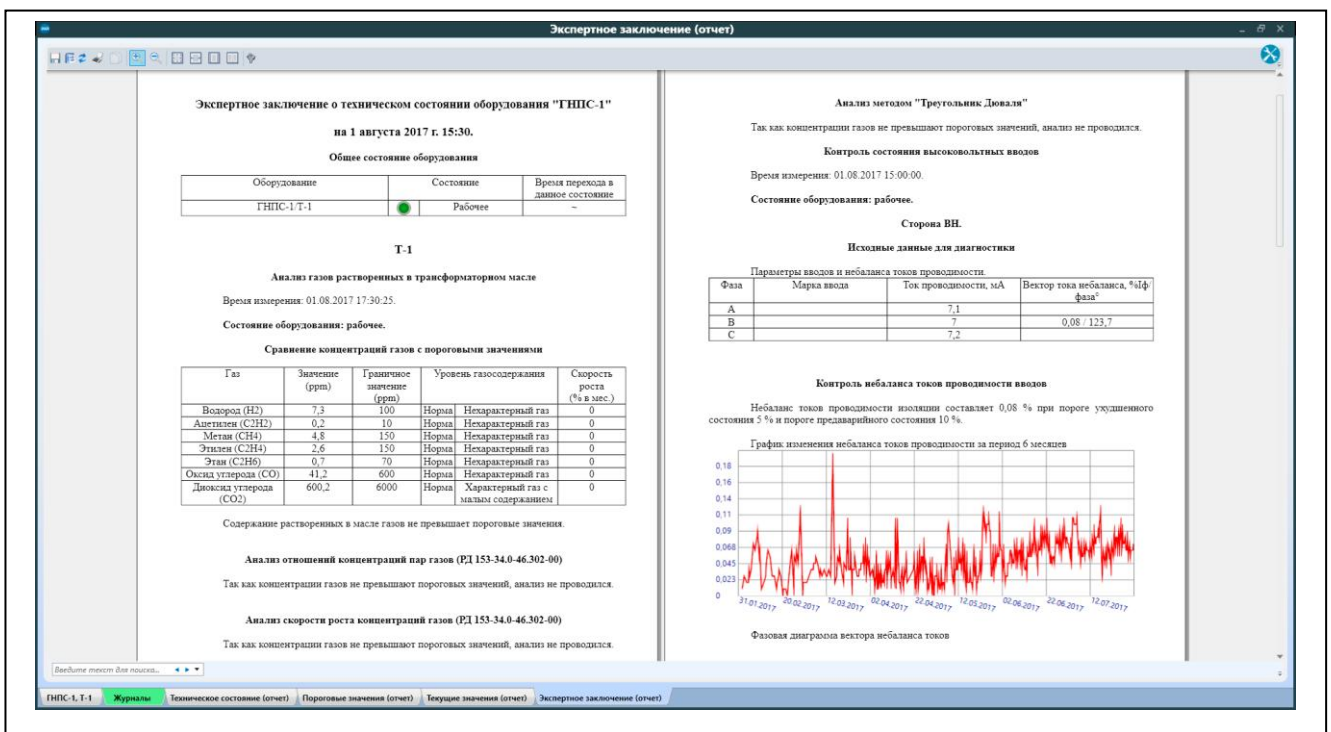 Экспертное заключение (отчет)
Экспертное заключение о техническом состоянии оборудования "ГНПС-1"
на 1 августа 2017 г. 15:30.
Общее состояние оборудования
Оборудование Состояние Время перехода в
данное состояние
ГНПС-1/Т-1 Рабочее ~
Т-1
Анализ газов растворенных в трансформаторном масле
Время измерения: 01.08.2017 17:30:25.
Состояние оборудования: рабочее.
Сравнение концентраций газов с пороговыми значениями
Газ Значение Граничное Уровень газосодержания Скорость
(ppm) значение роста
(ppm) (% в мес.)
Водород (H2) 7,3 100 Норма Нехарактерный газ 0
Ацетилен (C2H2) 0,2 10 Норма Нехарактерный газ 0
Метан (CH4) 4,8 150 Норма Нехарактерный газ 0
Этилен (C2H4) 2,6 150 Норма Нехарактерный газ 0
Этан (C2H6) 0,7 70 Норма Нехарактерный газ 0
Оксид углерода (CO) 41,2 600 Норма Нехарактерный газ 0
Диоксид углерода 600,2 6000 Норма Характерный газ с 0
(CO2) малым содержанием
Содержание растворенных в масле газов не превышает пороговые значения.
Анализ отношений концентраций пар газов (РД 153-34.0-46.302-00)
Так как концентрации газов не превышают пороговых значений, анализ не проводился.
Анализ скорости роста концентраций газов (РД 153-34.0-46.302-00)
Так как концентрации газов не превышают пороговых значений, анализ не проводился.
Анализ методом "Треугольник Дюваля"
Так как концентрации газов не превышают пороговых значений, анализ не проводился.
Контроль состояния высоковольтных вводов
Время измерения: 01.08.2017 15:00:00.
Состояние оборудования: рабочее.
Сторона ВН.
Исходные данные для диагностики
Параметры вводов и небаланса токов проводимости.
Фаза Марка ввода Ток проводимости, мА Вектор тока небаланса, %Iф/
фаза°
A 7,1
B 7 0,08 / 123,7
C 7,2
Контроль небаланса токов проводимости вводов
Небаланс токов проводимости изоляции составляет 0,08 % при пороге ухудшенного
состояния 5 % и пороге предаварийного состояния 10 %.
График изменения небаланса токов проводимости за период 6 месяцев
0,18
0,16
0,14
0,11
0,09
0,068
0,045
0,023
0
31.01.2017 20.02.2017 12.03.2017 02.04.2017 22.04.2017 12.05.2017 02.06.2017 22.06.2017 12.07.2017
Фазовая диаграмма вектора небаланса токов
Введите текст для поиска...
ГНПС-1, Т-1 Журналы Техническое состояние (отчет) Пороговые значения (отчет) Текущие значения (отчет) Экспертное заключение (отчет)